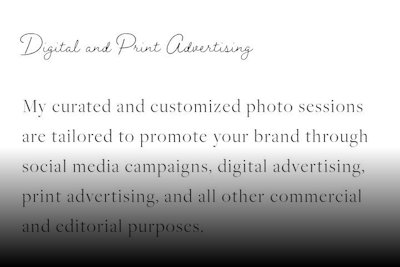 Digital and Print Advertising
My curated and customized photo sessions
are tailored to promote your brand through
social media campaigns, digital advertising,
print advertising, and all other commercial
and editorial purposes.